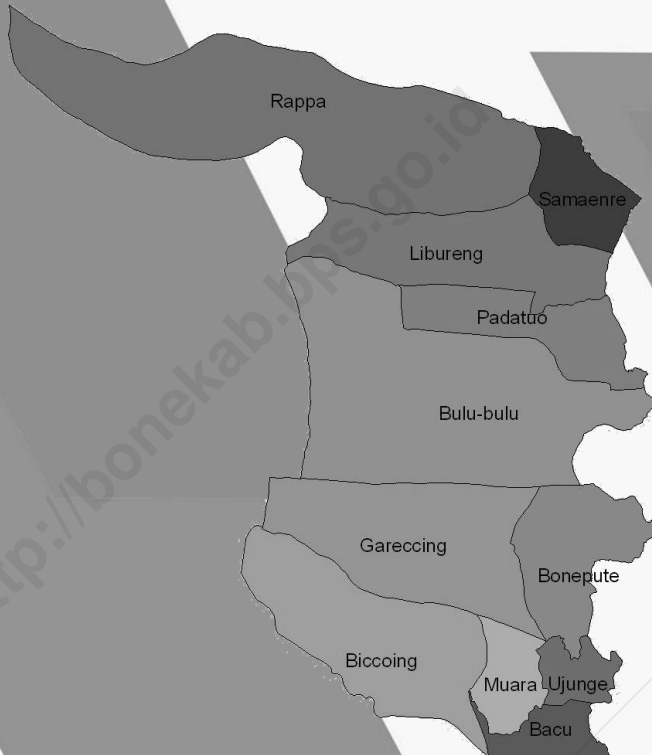 Rappa
Samaenre
Libureng
Padatuo
Bulu-bulu
Gareccing
Bonepute
Biccoing
Muara
Ujunge
Bacu
ttp://bonekab.bps.go.id